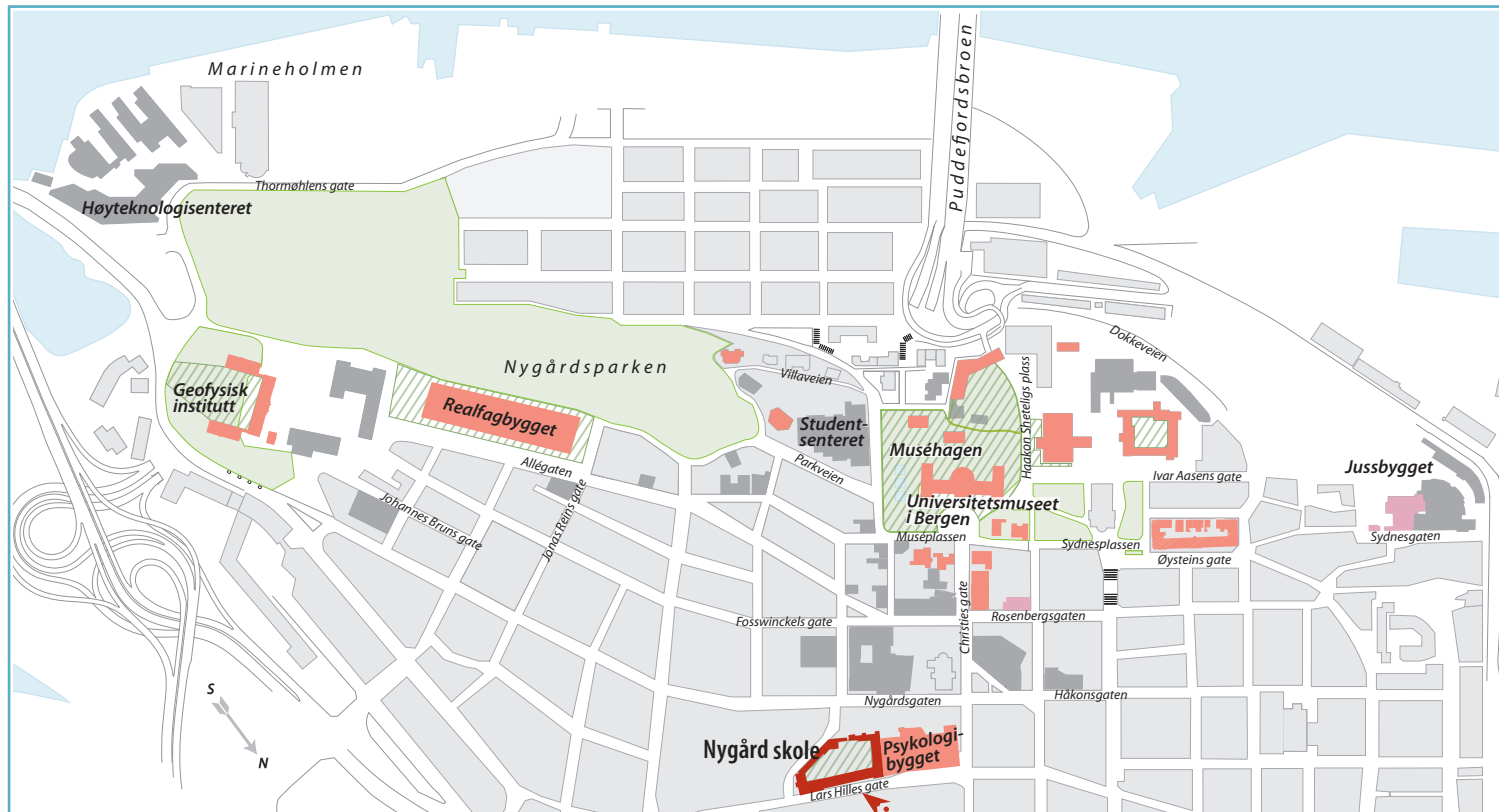 Marineholmen
Puddefjordsbroen
Thormøhlens gate
Høyteknologisenteret
Nygårdsparken
Villaveien
Dokkeveien
Haakon Sheteligs plass
Geofysisk
institutt
Realfagbygget
Student-
senteret
Muséhagen
Allégaten
Parkveien
Ivar Aasens gate
Jussbygget
Johannes Bruns gate
Jonas Reins gate
Universitetsmuseet
i Bergen
Muséplassen
Sydnesplassen
Sydnesgaten
Øysteins gate
Christies gate
Fosswinckels gate
Rosenbergsgaten
S
N
Nygårdsgaten
Håkonsgaten
Nygård skole
Psykologi-
bygget
Lars Hilles gate